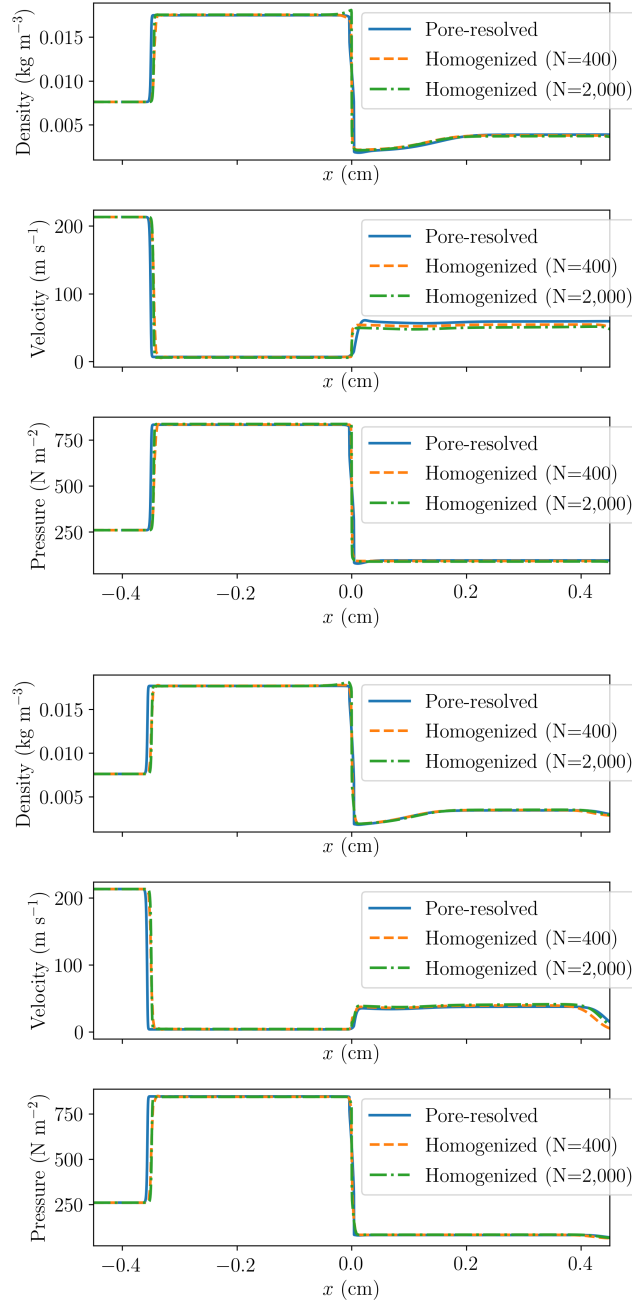 Density (kg m−3)
0.015
0.010
0.005
Pore-resolved
Homogenized (N=400)
Homogenized (N=2,000)
x (cm)
Velocity (m s−1)
200
100
0
Pore-resolved
Homogenized (N=400)
Homogenized (N=2,000)
x (cm)
Pressure (N m−2)
750
500
250
Pore-resolved
Homogenized (N=400)
Homogenized (N=2,000)
−0.4
−0.2
0.0
0.2
0.4
x (cm)
Density (kg m−3)
0.015
0.010
0.005
Pore-resolved
Homogenized (N=400)
Homogenized (N=2,000)
x (cm)
Velocity (m s−1)
200
100
0
Pore-resolved
Homogenized (N=400)
Homogenized (N=2,000)
x (cm)
Pressure (N m−2)
750
500
250
Pore-resolved
Homogenized (N=400)
Homogenized (N=2,000)
−0.4
−0.2
0.0
0.2
0.4
x (cm)